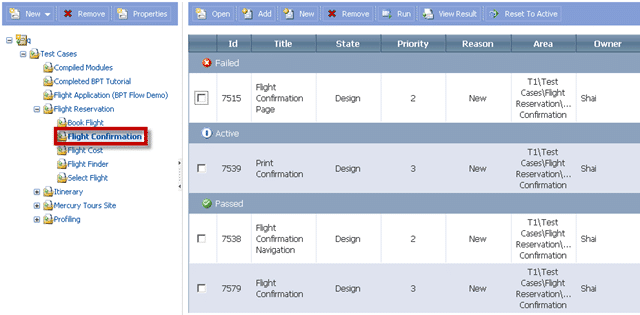 New Remove Properties
Open Add New Remove Run View Result Reset To Active
q
Test Cases
Compiled Modules
Completed BPT Tutorial
Flight Application (BPT Flow Demo)
Flight Reservation
Book Flight
Flight Confirmation
Flight Cost
Flight Finder
Select Flight
Itinerary
Mercury Tours Site
Profiling
Id Title State Priority Reason Area Owner
Failed
T1\Test
Flight Cases\Flight
7515 Confirmation Design 2 New Reservation\... Shai
Page Confirmation
Active
T1\Test
Cases\Flight
7539 Print Confirmation Design 3 New Reservation\... Shai
Confirmation
Passed
T1\Test
Flight Cases\Flight
7538 Confirmation Design 2 New Reservation\... Shai
Navigation Confirmation
T1\Test
Cases\Flight
7579 Flight Confirmation Design 3 New Reservation\... Shai
Confirmation